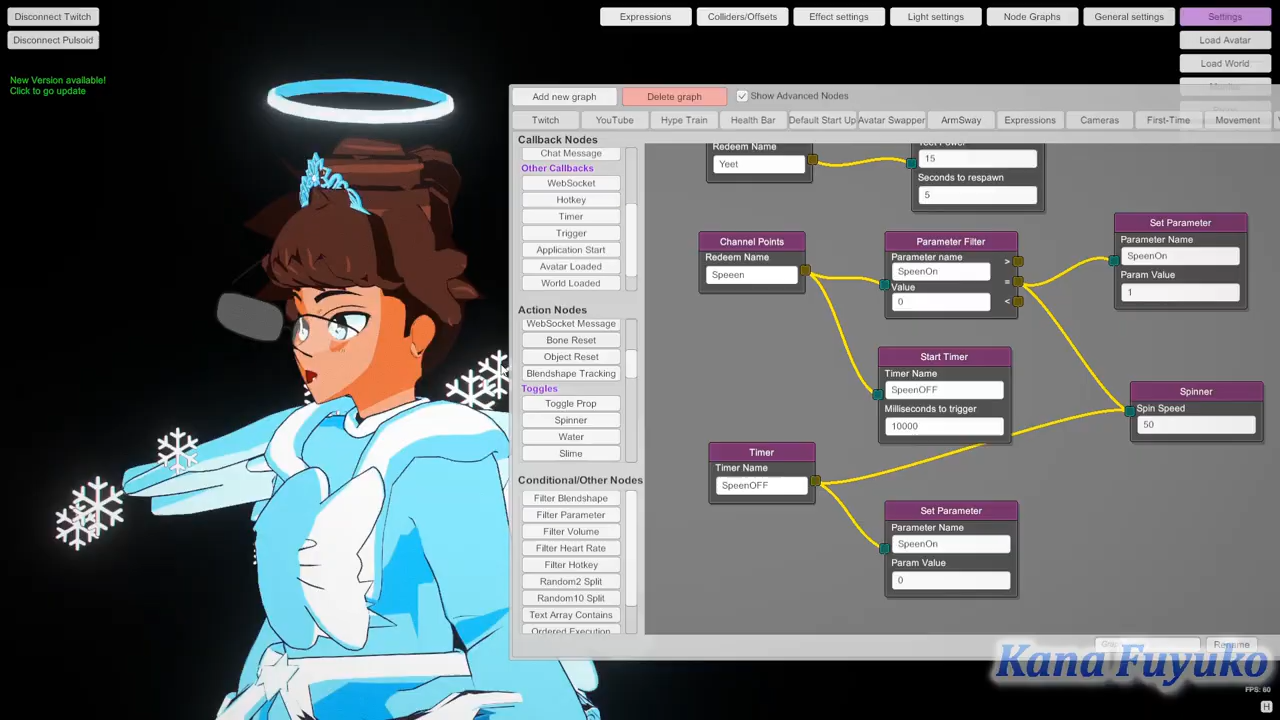 Disconnect Twitch
Disconnect Pulsoid
New Version available!
Click to go update
Expressions
Colliders/Offsets
Effect settings
Light settings
Node Graphs
General settings
Settings
Load Avatar
Load World
Add new graph
Delete graph
Show Advanced Nodes
Twitch
YouTube
Hype Train
Health Bar
Default Start Up
Avatar Swapper
ArmSway
Expressions
Cameras
First-Time
Movement
Callback Nodes
Chat Message
Other Callbacks
WebSocket
Hotkey
Timer
Trigger
Application Start
Avatar Loaded
World Loaded
Action Nodes
WebSocket Message
Bone Reset
Object Reset
Blendshape Tracking
Toggles
Toggle Prop
Spinner
Water
Slime
Conditional/Other Nodes
Filter Blendshape
Filter Parameter
Filter Volume
Filter Heart Rate
Filter Hotkey
Random2 Split
Random10 Split
Text Array Contains
Ordered Execution
Redeem Name
Yeet
Yeet Power
15
Seconds to respawn
5
Channel Points
Redeem Name
Speeen
Parameter Filter
Parameter name
SpeenOn
Value
0
>
=
<
Set Parameter
Parameter Name
SpeenOn
Param Value
1
Start Timer
Timer Name
SpeenOFF
Milliseconds to trigger
10000
Spinner
Spin Speed
50
Timer
Timer Name
SpeenOFF
Set Parameter
Parameter Name
SpeenOn
Param Value
0
Rename
Kana Fuyuko
FPS: 60
H